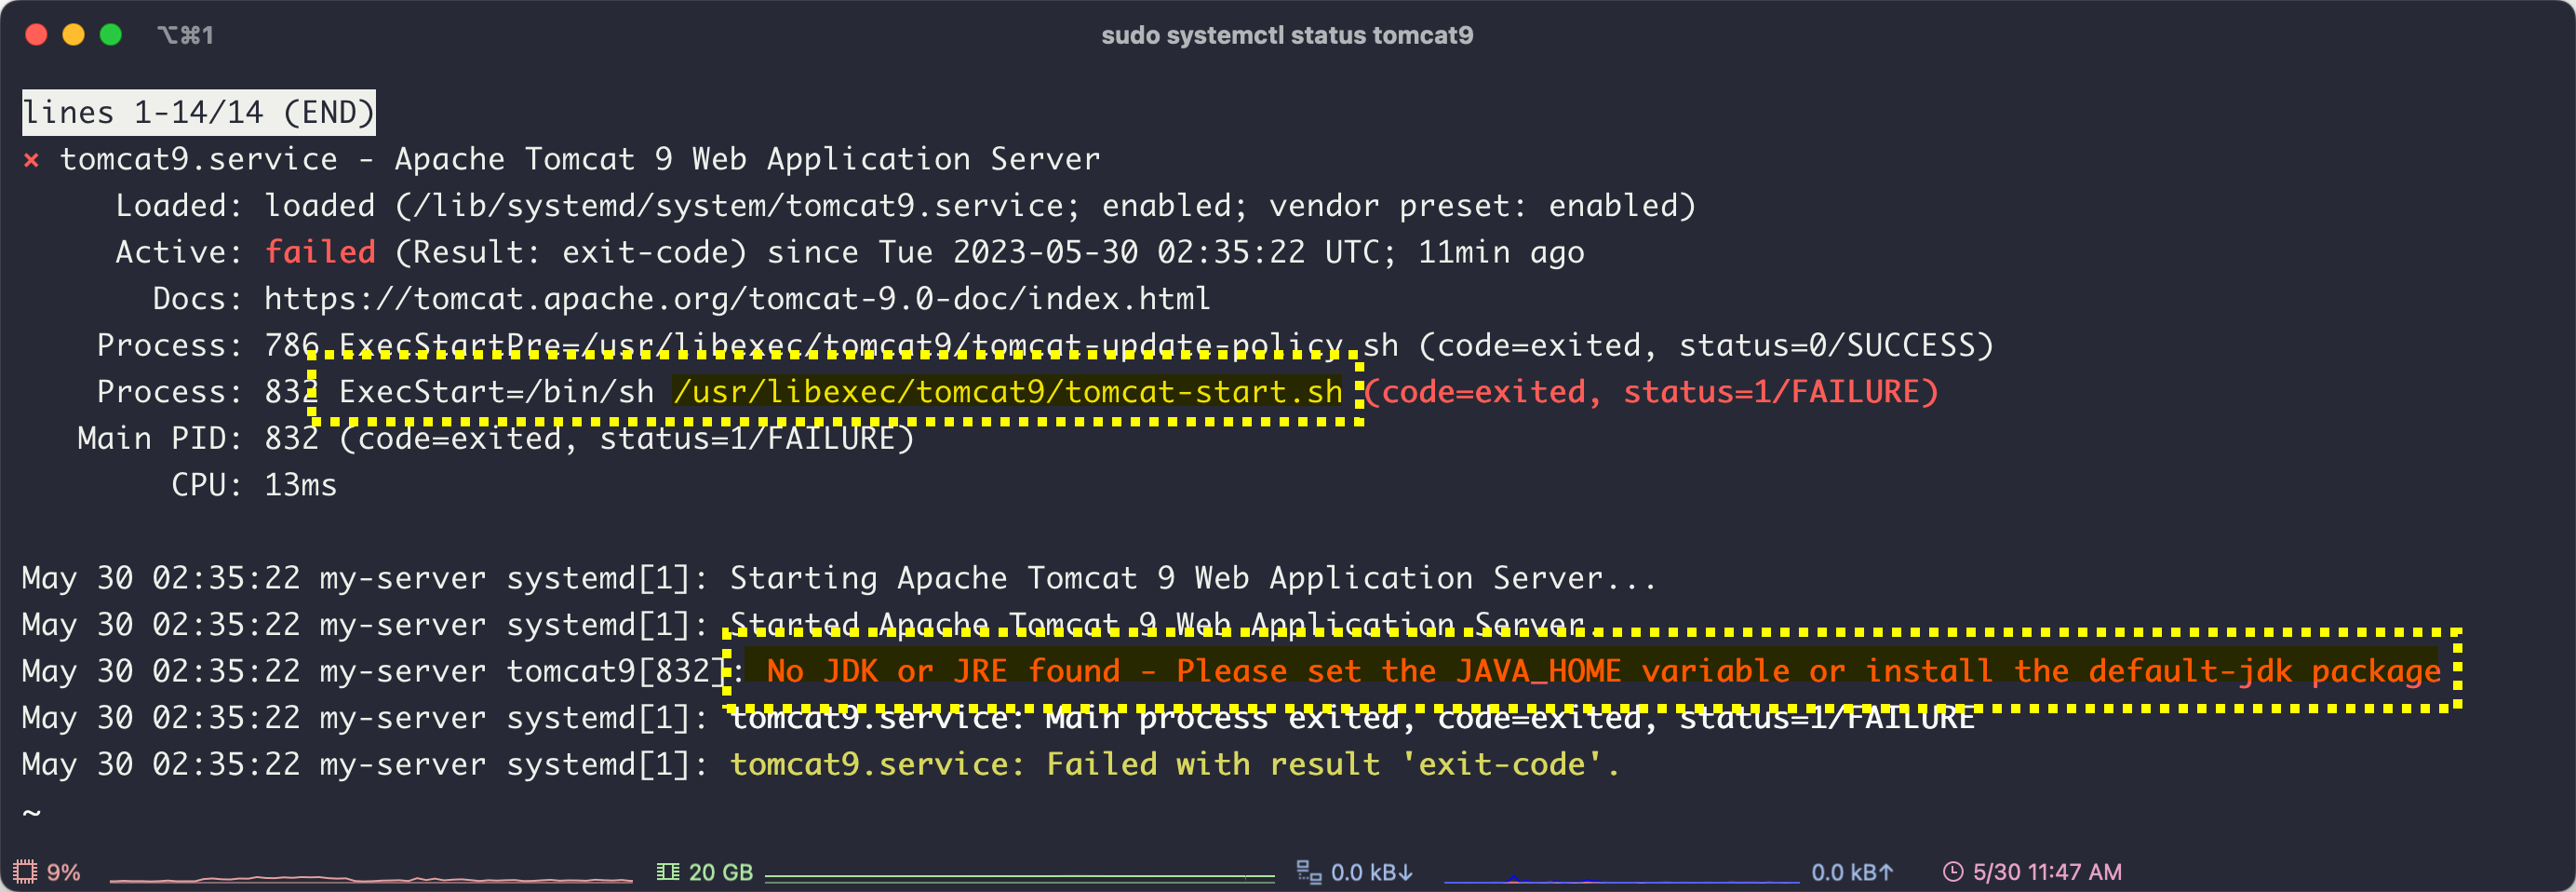 ⌥⌘1
sudo systemctl status tomcat9
lines 1-14/14 (END)
× tomcat9.service - Apache Tomcat 9 Web Application Server
Loaded: loaded (/lib/systemd/system/tomcat9.service; enabled; vendor preset: enabled)
Active: failed (Result: exit-code) since Tue 2023-05-30 02:35:22 UTC; 11min ago
Docs: https://tomcat.apache.org/tomcat-9.0-doc/index.html
Process: 786 ExecStartPre=/usr/libexec/tomcat9/tomcat-update-policy.sh (code=exited, status=0/SUCCESS)
Process: 832 ExecStart=/bin/sh /usr/libexec/tomcat9/tomcat-start.sh (code=exited, status=1/FAILURE)
Main PID: 832 (code=exited, status=1/FAILURE)
CPU: 13ms
May 30 02:35:22 my-server systemd[1]: Starting Apache Tomcat 9 Web Application Server...
May 30 02:35:22 my-server systemd[1]: Started Apache Tomcat 9 Web Application Server.
May 30 02:35:22 my-server tomcat9[832]: No JDK or JRE found - Please set the JAVA_HOME variable or install the default-jdk package
May 30 02:35:22 my-server systemd[1]: tomcat9.service: Main process exited, code=exited, status=1/FAILURE
May 30 02:35:22 my-server systemd[1]: tomcat9.service: Failed with result 'exit-code'.
~
9% 20 GB 0.0 kB↓ 0.0 kB↑ 5/30 11:47 AM